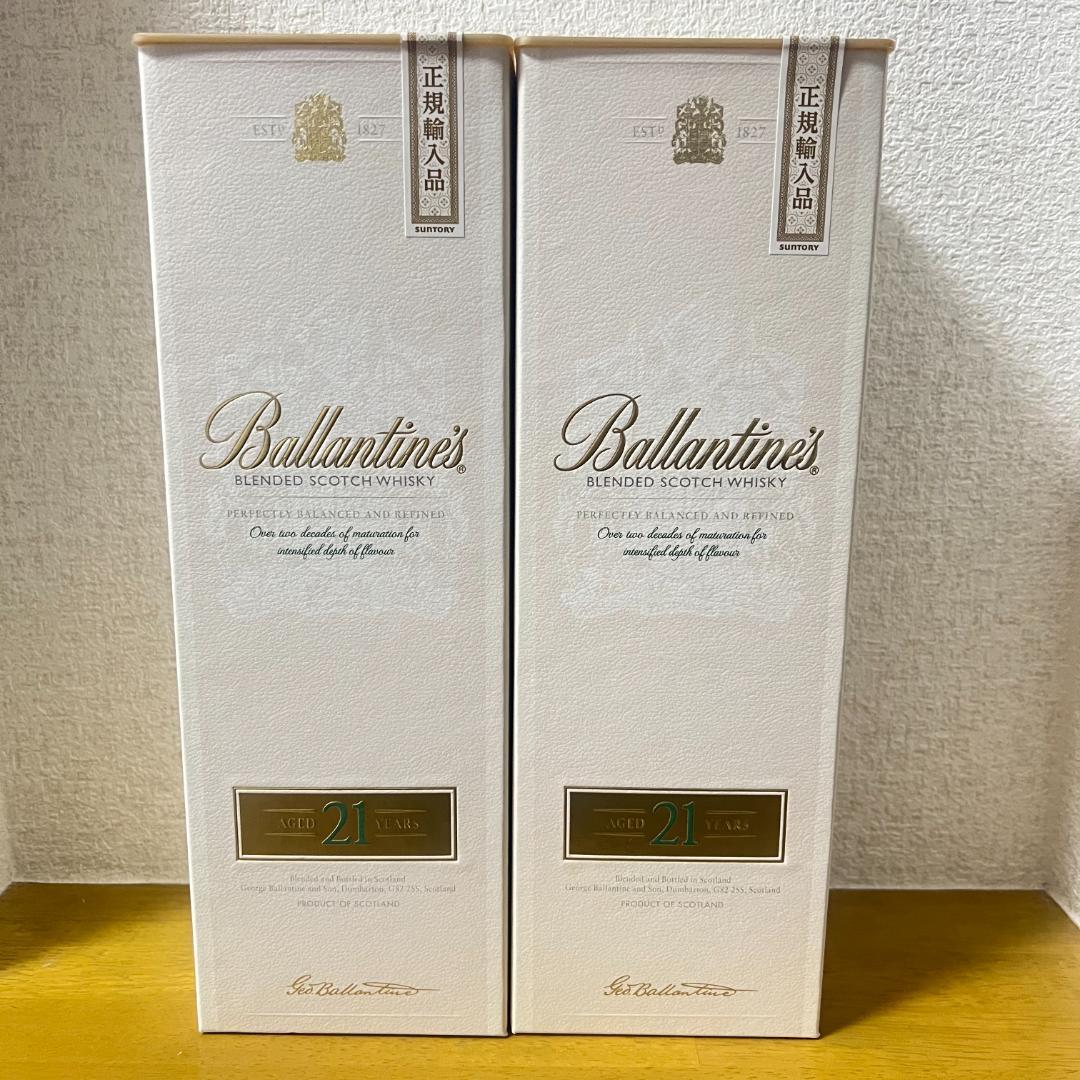 ESTD 1827
正規輸入品
SUNTORY
Ballantine's®
BLENDED SCOTCH WHISKY
PERFECTLY BALANCED AND REFINED
Over two decades of maturation for
intensified depth of flavour
AGED 21 YEARS
Blended and Bottled in Scotland
George Ballantine and Son, Dumbarton, G82 2SS, Scotland
PRODUCT OF SCOTLAND
Geo. Ballantine
ESTD 1827
正規輸入品
SUNTORY
Ballantine's®
BLENDED SCOTCH WHISKY
PERFECTLY BALANCED AND REFINED
Over two decades of maturation for
intensified depth of flavour
AGED 21 YEARS
Blended and Bottled in Scotland
George Ballantine and Son, Dumbarton, G82 2SS, Scotland
PRODUCT OF SCOTLAND
Geo. Ballantine